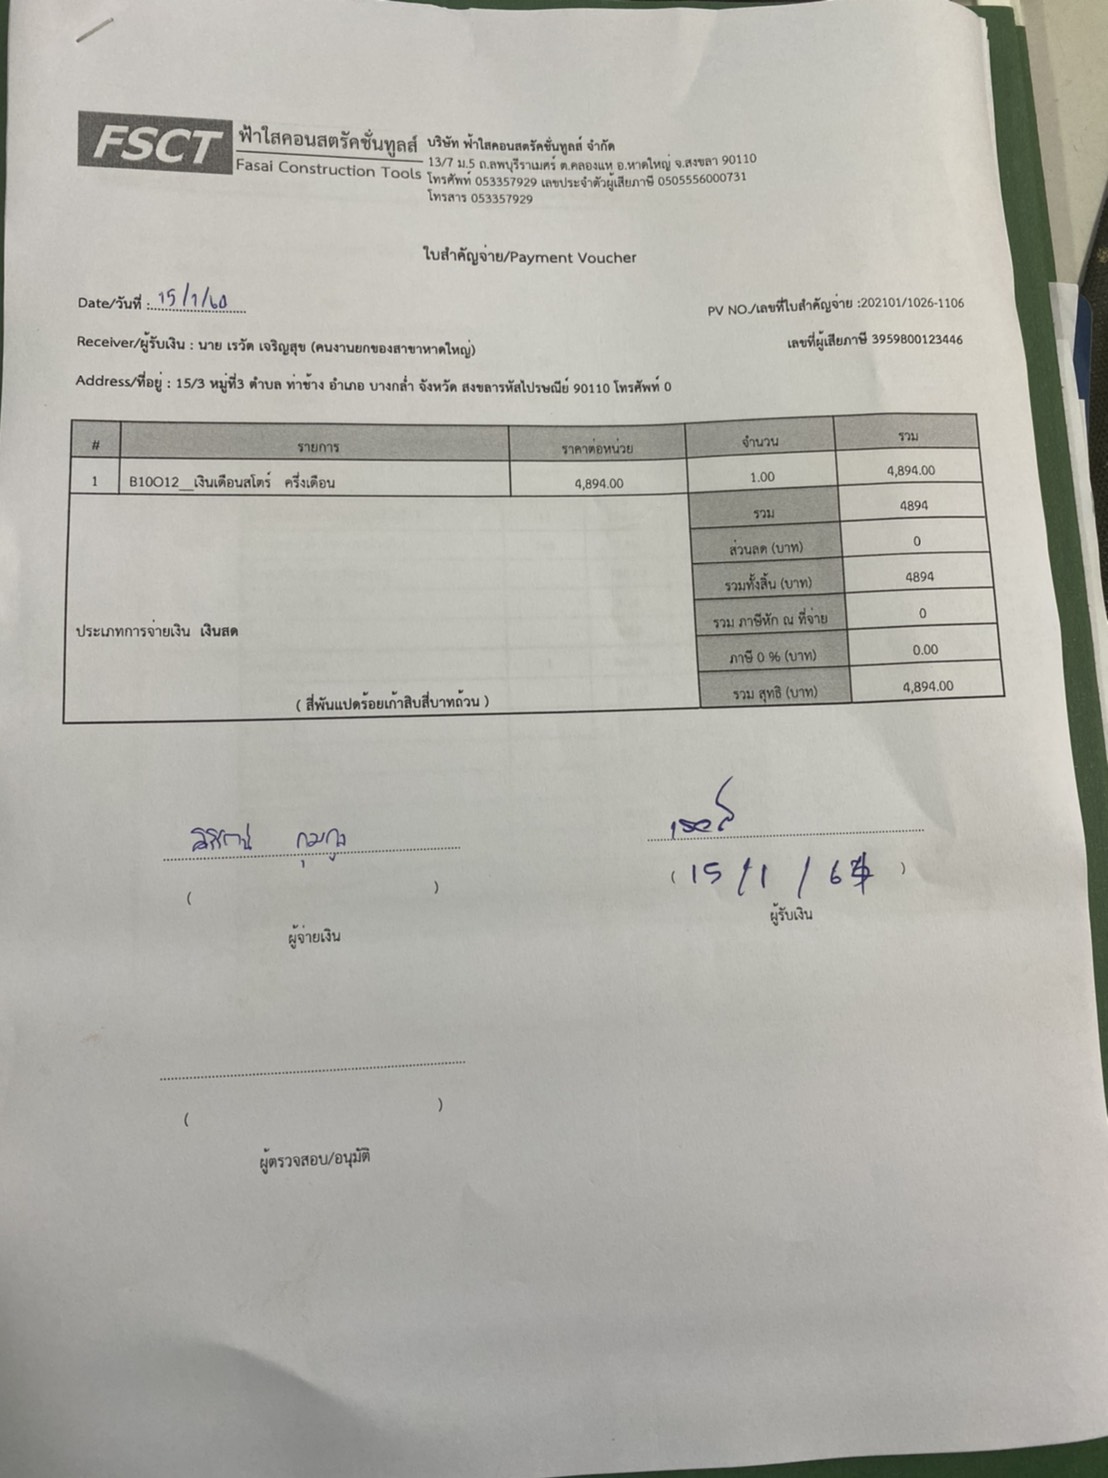 FSCT
ฟ้าใสคอนสตรัคชั่นทูลส์
Fasai Construction Tools
บริษัท ฟ้าใสคอนสตรัคชั่นทูลส์ จำกัด
13/7 ม.5 ถ.ลพบุรีราเมศร์ ต.คลองแห อ.หาดใหญ่ จ.สงขลา 90110
โทรศัพท์ 053357929 เลขประจำตัวผู้เสียภาษี 0505556000731
โทรสาร 053357929
ใบสำคัญจ่าย/Payment Voucher
Date/วันที่ : 15/1/60
PV NO./เลขที่ใบสำคัญจ่าย :202101/1026-1106
Receiver/ผู้รับเงิน : นาย เรวัต เจริญสุข (คนงานยกของสาขาหาดใหญ่)
เลขที่ผู้เสียภาษี 3959800123446
Address/ที่อยู่ : 15/3 หมู่ที่3 ตำบล ท่าช้าง อำเภอ บางกล่ำ จังหวัด สงขลารหัสไปรษณีย์ 90110 โทรศัพท์ 0
# รายการ ราคาต่อหน่วย จำนวน รวม
1 B10O12__เงินเดือนสโตร์ ครึ่งเดือน 4,894.00 1.00 4,894.00
รวม 4894
ส่วนลด (บาท) 0
รวมทั้งสิ้น (บาท) 4894
รวม ภาษีหัก ณ ที่จ่าย 0
ประเภทการจ่ายเงิน เงินสด
ภาษี 0 % (บาท) 0.00
( สี่พันแปดร้อยเก้าสิบสี่บาทถ้วน ) รวม สุทธิ (บาท) 4,894.00
( )
( 15 / 1 / 64 )
ผู้จ่ายเงิน
ผู้รับเงิน
( )
ผู้ตรวจสอบ/อนุมัติ